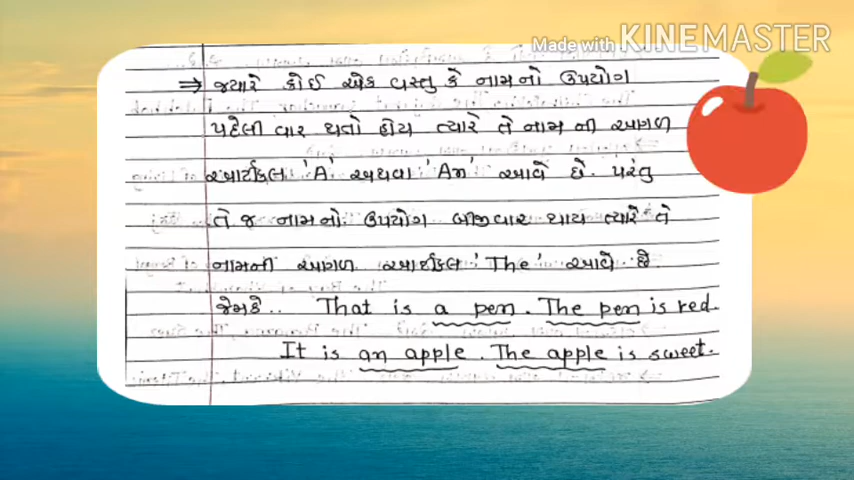 Made with KINEMASTER
⇒ જ્યારે કોઈ એક વસ્તુ કે નામનો ઉપયોગ
પહેલી વાર થતો હોય ત્યારે તે નામ ની આગળ
આર્ટીકલ 'A' અથવા 'An' આવે છે. પરંતુ
તે જ નામનો ઉપયોગ બીજીવાર થાય ત્યારે તે
નામની આગળ આર્ટીકલ 'The' આવે છે
જેમકે.. That is a pen. The pen is red.
It is an apple. The apple is sweet.